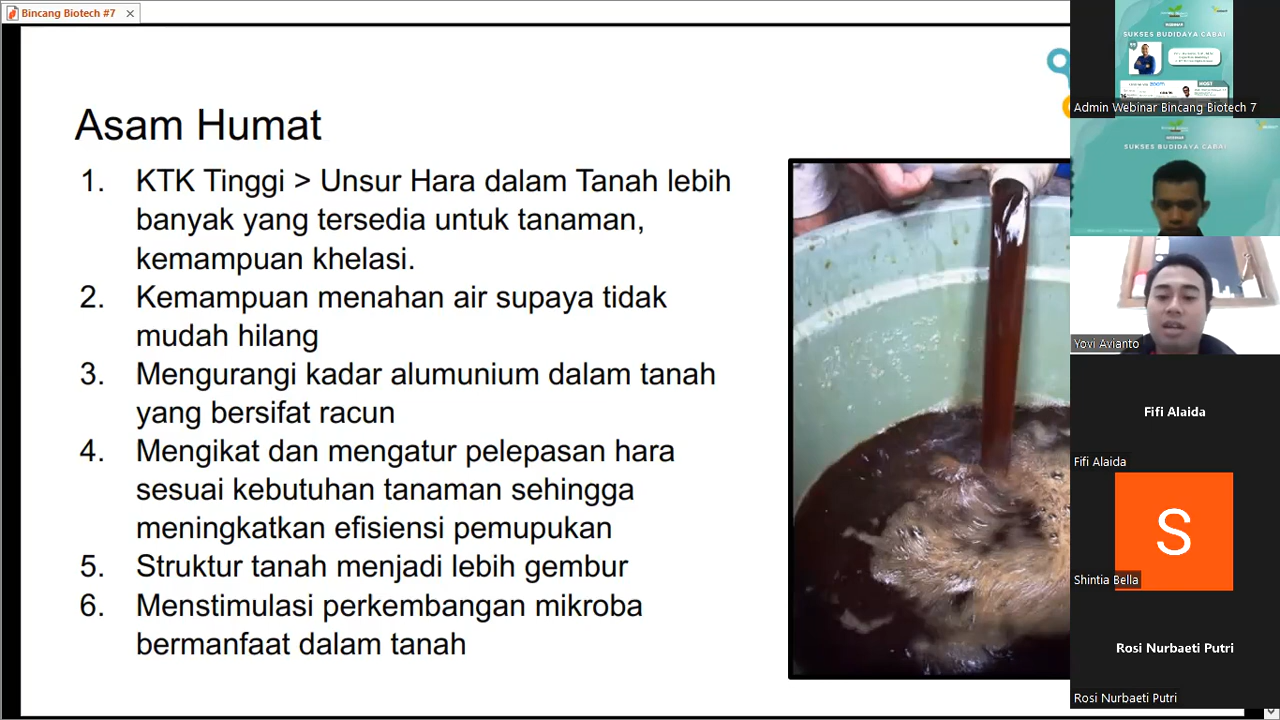 Bincang Biotech #7
Asam Humat
1. KTK Tinggi > Unsur Hara dalam Tanah lebih
banyak yang tersedia untuk tanaman,
kemampuan khelasi.
2. Kemampuan menahan air supaya tidak
mudah hilang
3. Mengurangi kadar alumunium dalam tanah
yang bersifat racun
4. Mengikat dan mengatur pelepasan hara
sesuai kebutuhan tanaman sehingga
meningkatkan efisiensi pemupukan
5. Struktur tanah menjadi lebih gembur
6. Menstimulasi perkembangan mikroba
bermanfaat dalam tanah
WEBINAR
SUKSES BUDIDAYA CABAI
Admin Webinar Bincang Biotech 7
WEBINAR
SUKSES BUDIDAYA CABAI
Yovi Avianto
Fifi Alaida
Fifi Alaida
S
Shintia Bella
Rosi Nurbaeti Putri
Rosi Nurbaeti Putri